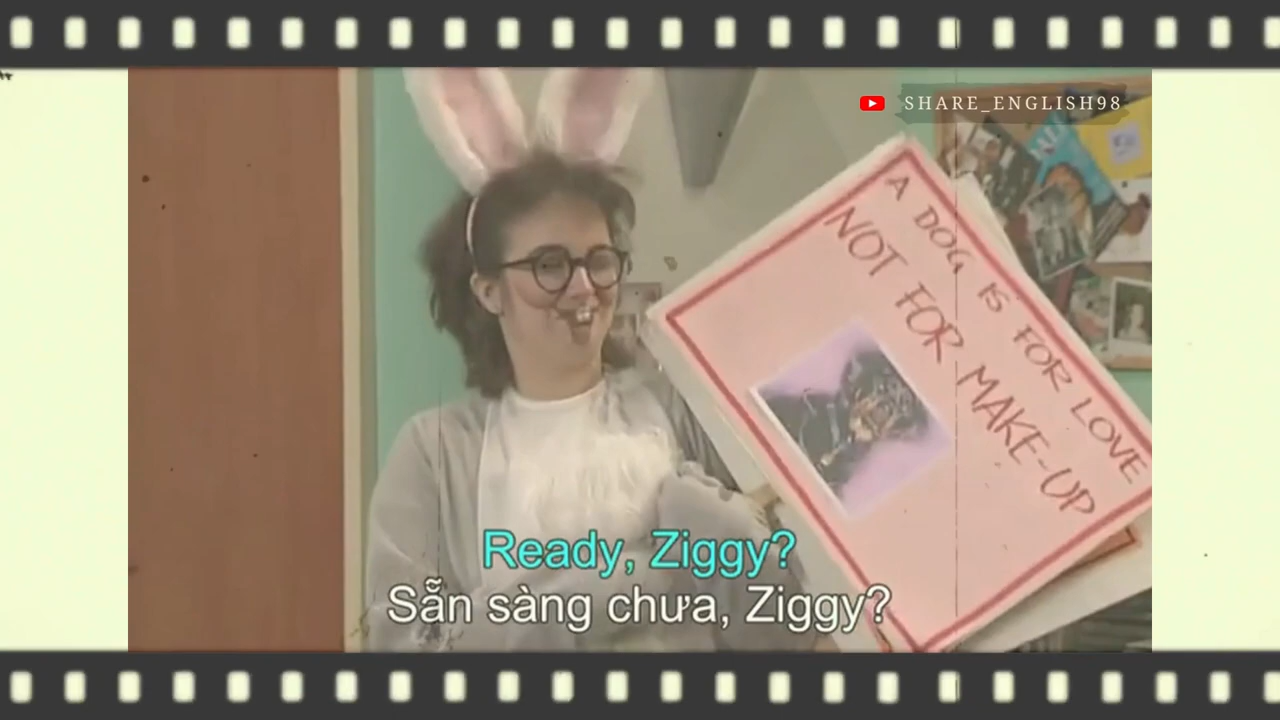 SHARE_ENGLISH98
A DOG IS FOR LOVE
NOT FOR MAKE-UP
Ready, Ziggy?
Sẵn sàng chưa, Ziggy?